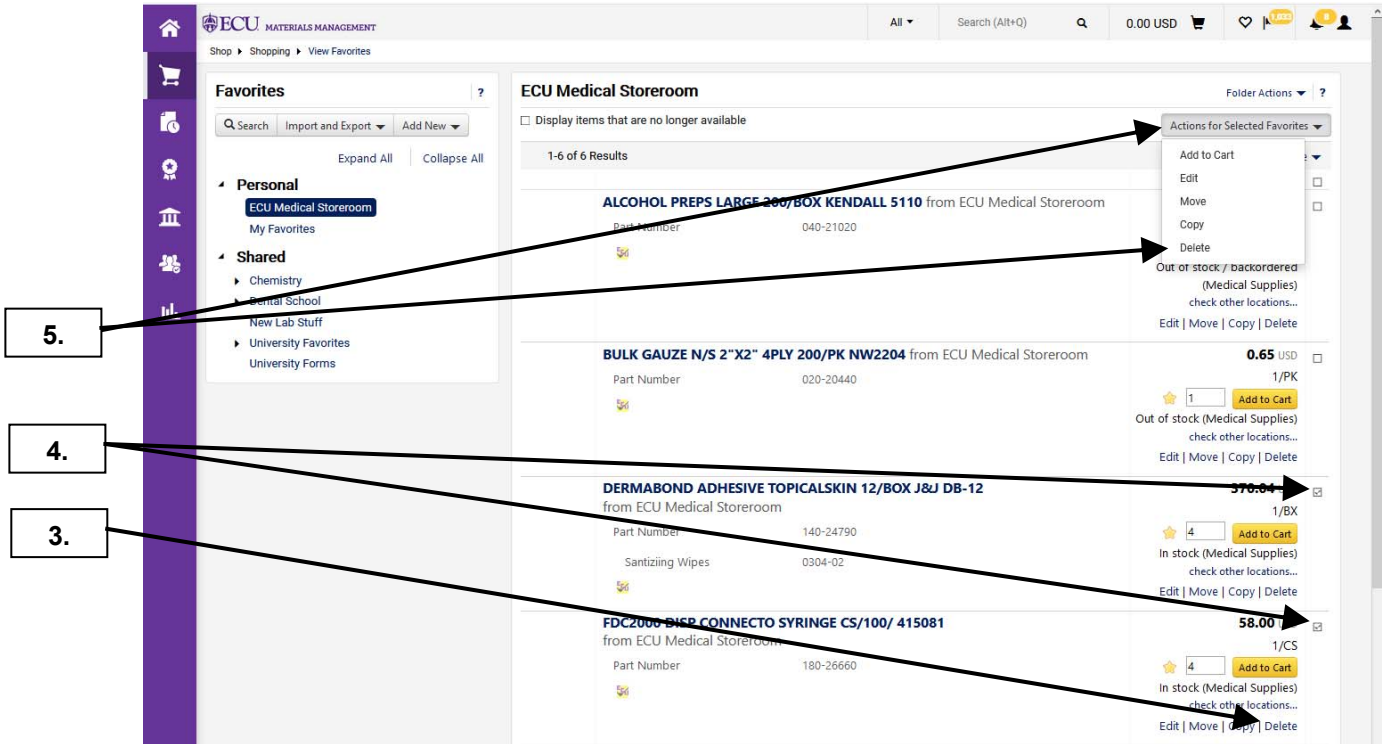 ECU MATERIALS MANAGEMENT
All
Search (Alt+Q)
0.00 USD
Shop Shopping View Favorites
Favorites
?
Search
Import and Export
Add New
Expand All
Collapse All
Personal
ECU Medical Storeroom
My Favorites
Shared
Chemistry
Dental School
New Lab Stuff
University Favorites
University Forms
5.
4.
3.
ECU Medical Storeroom
Folder Actions
?
Display items that are no longer available
Actions for Selected Favorites
1-6 of 6 Results
Add to Cart
Edit
Move
Copy
Delete
ALCOHOL PREPS LARGE 200/BOX KENDALL 5110 from ECU Medical Storeroom
Part Number 040-21020
Out of stock / backordered
(Medical Supplies)
check other locations...
Edit | Move | Copy | Delete
BULK GAUZE N/S 2"X2" 4PLY 200/PK NW2204 from ECU Medical Storeroom
0.65 USD
Part Number 020-20440
1/PK
1
Add to Cart
Out of stock (Medical Supplies)
check other locations...
Edit | Move | Copy | Delete
DERMABOND ADHESIVE TOPICALSKIN 12/BOX J&J DB-12
from ECU Medical Storeroom
1/BX
Part Number 140-24790
4
Add to Cart
In stock (Medical Supplies)
Santiziing Wipes 0304-02
check other locations...
Edit | Move | Copy | Delete
FDC2000 DISP CONNECTO SYRINGE CS/100/ 415081
58.00
from ECU Medical Storeroom
1/CS
Part Number 180-26660
4
Add to Cart
In stock (Medical Supplies)
check other locations...
Edit | Move | Copy | Delete